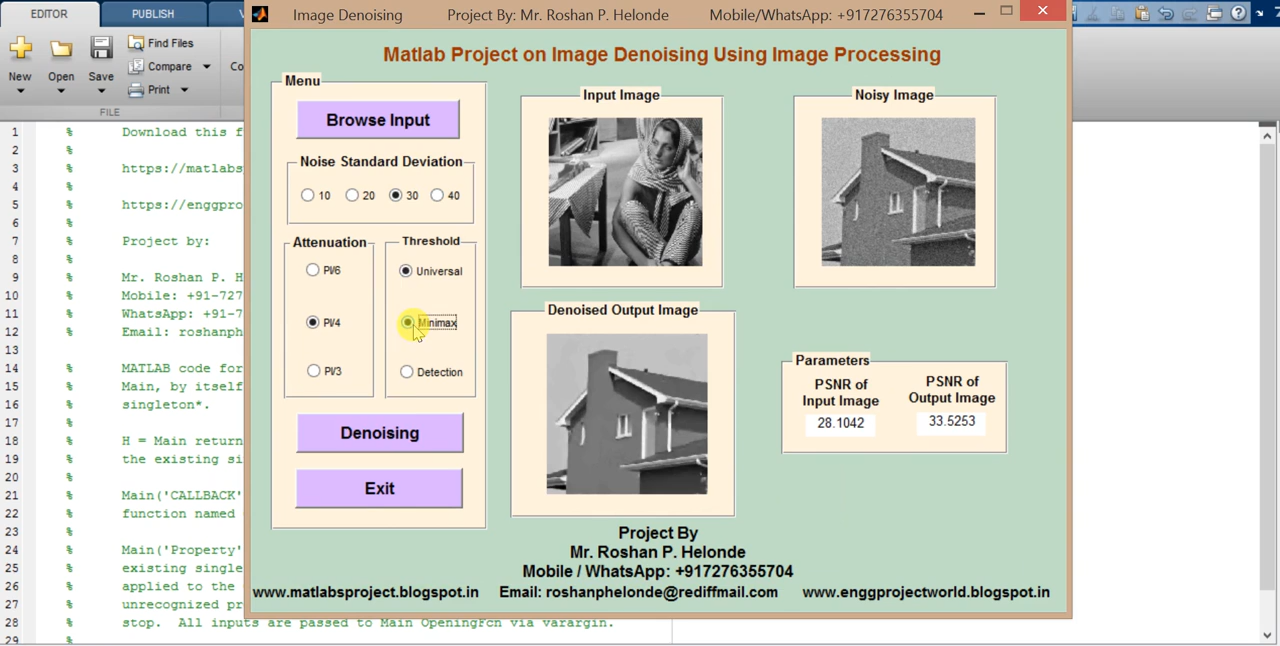 EDITOR
PUBLISH
V
Image Denoising
Project By: Mr. Roshan P. Helonde
Mobile/WhatsApp: +917276355704
New
Open
Save
Find Files
Compare
Print
Co
FILE
Matlab Project on Image Denoising Using Image Processing
Menu
Browse Input
Noise Standard Deviation
10
20
30
40
Attenuation
PI/6
PI/4
PI/3
Threshold
Universal
Minimax
Detection
Denoising
Exit
Input Image
Noisy Image
Denoised Output Image
Parameters
PSNR of
Input Image
28.1042
PSNR of
Output Image
33.5253
Project By
Mr. Roshan P. Helonde
Mobile / WhatsApp: +917276355704
www.matlabsproject.blogspot.in
Email: roshanphelonde@rediffmail.com
www.enggprojectworld.blogspot.in
1 % Download this f
2 %
3 % https://matlabs
4 %
5 % https://enggpro
6 %
7 % Project by:
8 %
9 % Mr. Roshan P. H
10 % Mobile: +91-727
11 % WhatsApp: +91-7
12 % Email: roshanph
13
14 % MATLAB code for
15 % Main, by itself
16 % singleton*.
17 %
18 % H = Main return
19 % the existing si
20 %
21 % Main('CALLBACK'
22 % function named
23 %
24 % Main('Property'
25 % existing single
26 % applied to the
27 % unrecognized pr
28 % stop. All inputs are passed to Main_OpeningFcn via varargin.
29 %